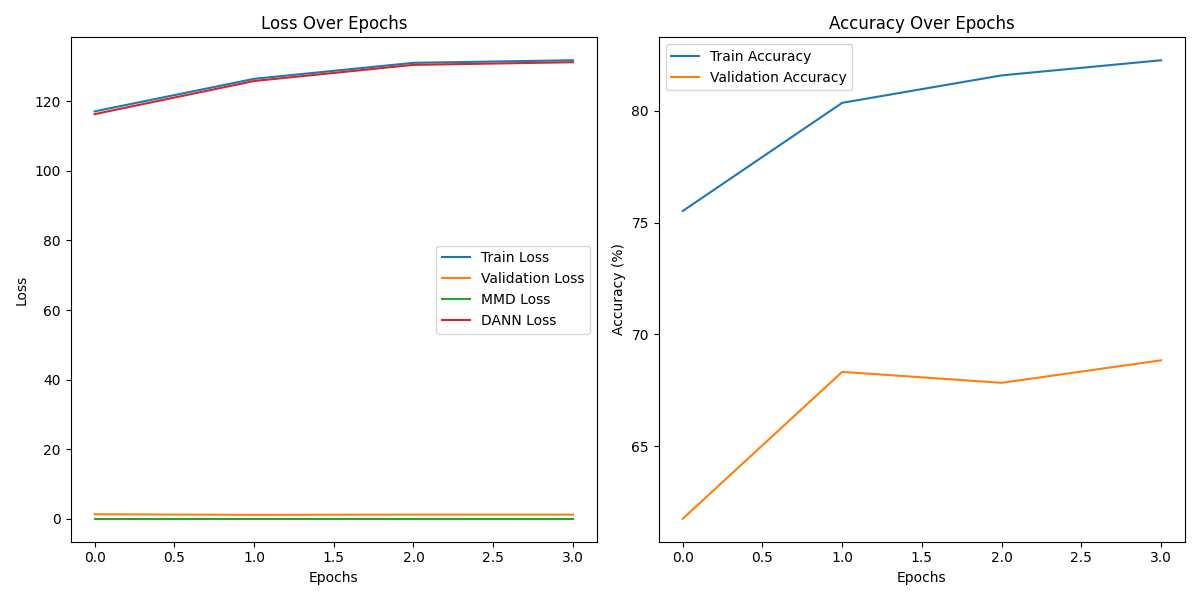 Loss Over Epochs
Loss
120
100
80
60
40
20
0
0.0 0.5 1.0 1.5 2.0 2.5 3.0
Epochs
Train Loss
Validation Loss
MMD Loss
DANN Loss
Accuracy Over Epochs
Accuracy (%)
80
75
70
65
0.0 0.5 1.0 1.5 2.0 2.5 3.0
Epochs
Train Accuracy
Validation Accuracy